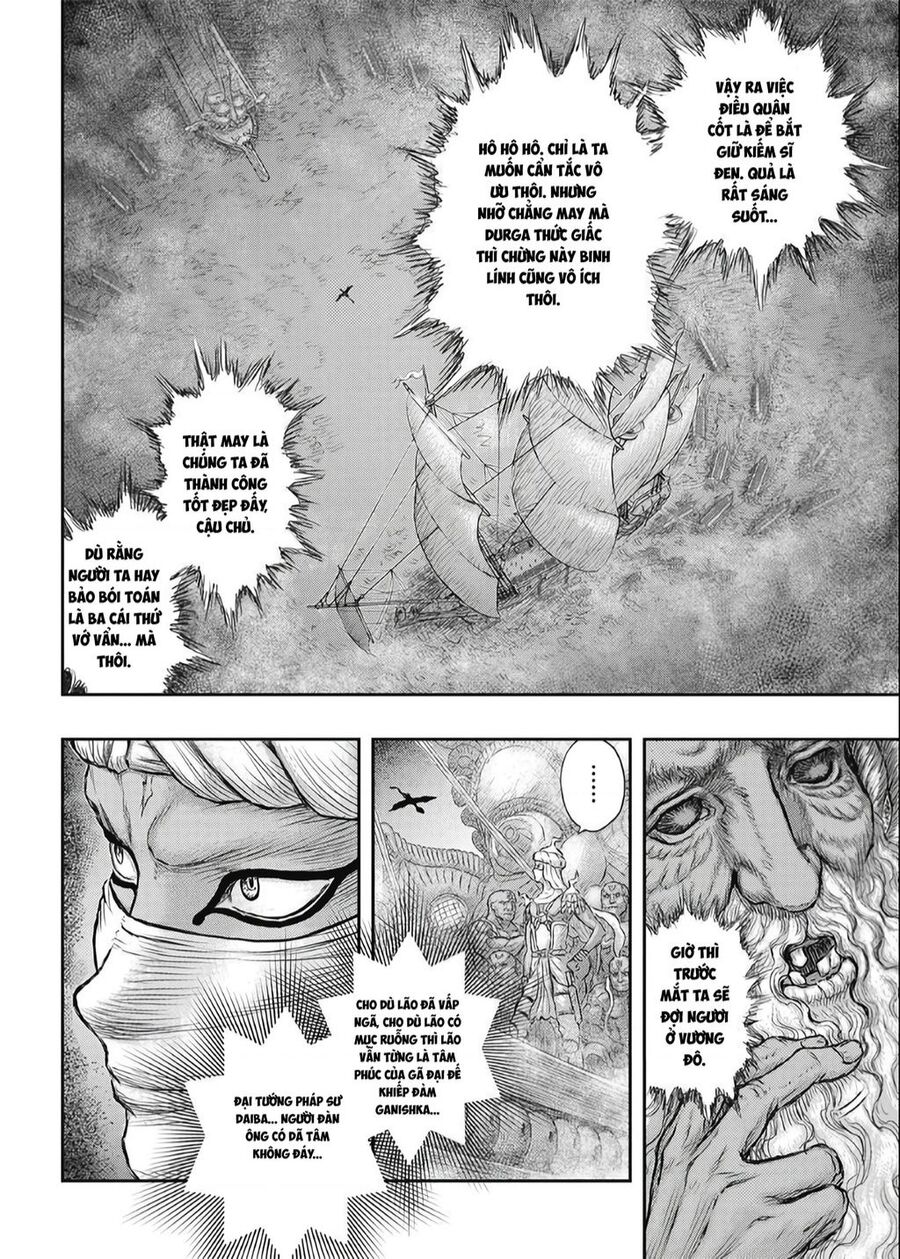 VẬY RA VIỆC
ĐIỀU QUÂN
CỐT LÀ ĐỂ BẮT
GIỮ KIẾM SĨ
ĐEN. QUẢ LÀ
RẤT SÁNG
SUỐT...
HÔ HÔ HÔ. CHỈ LÀ TA
MUỐN CẨN TẮC VÔ
ƯU THÔI. NHƯNG
NHỠ CHẲNG MAY MÀ
DURGA THỨC GIẤC
THÌ CHỪNG NÀY BINH
LÍNH CŨNG VÔ ÍCH
THÔI.
THẬT MAY LÀ
CHÚNG TA ĐÃ
THÀNH CÔNG
TỐT ĐẸP ĐẤY,
CẬU CHỦ.
DÙ RẰNG
NGƯỜI TA HAY
BẢO BÓI TOÁN
LÀ BA CÁI THỨ
VỚ VẨN... MÀ
THÔI.
GIỜ THÌ
TRƯỚC
MẮT TA SẼ
ĐỢI NGƯƠI
Ở VƯƠNG
ĐÔ.
......
CHO DÙ LÃO ĐÃ VẤP
NGÃ, CHO DÙ LÃO CÓ
MỤC RUỖNG THÌ LÃO
VẪN TỪNG LÀ TÂM
PHÚC CỦA GÃ ĐẠI ĐẾ
KHIẾP ĐẢM
GANISHKA...
ĐẠI TƯỚNG PHÁP SƯ
DAIBA... NGƯỜI ĐÀN
ÔNG CÓ DÃ TÂM
KHÔNG ĐÁY...